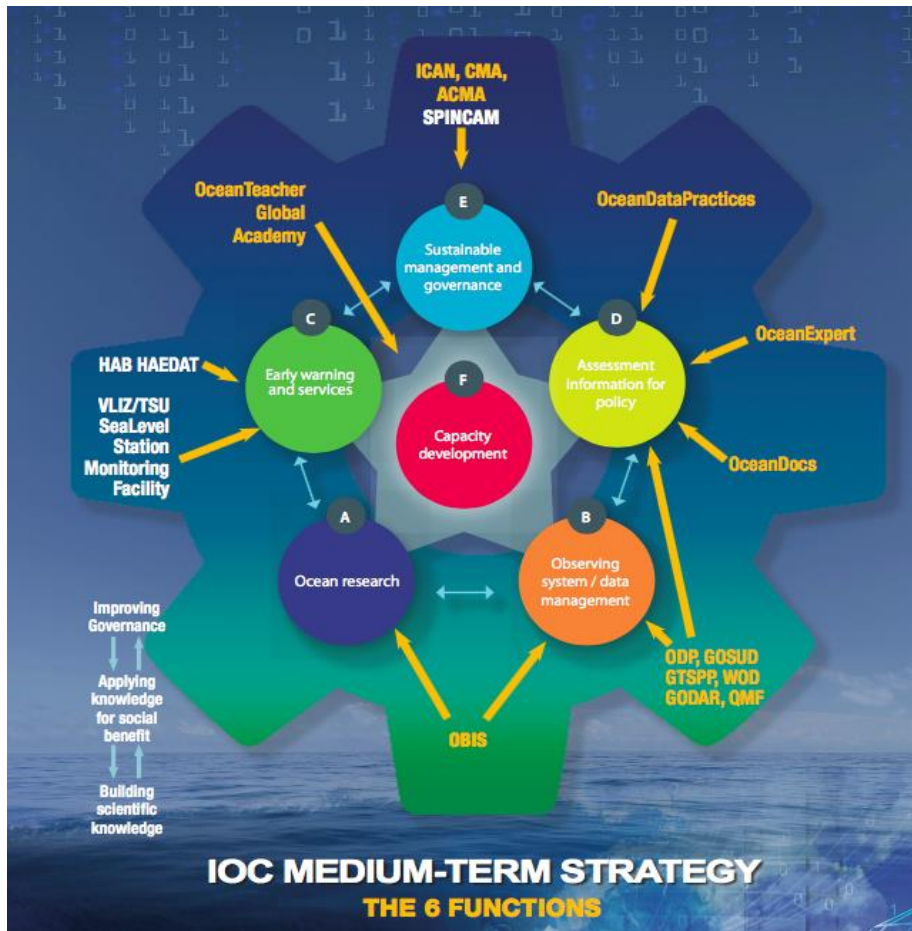 ICAN, CMA,
ACMA
SPINCAM
OceanTeacher
Global
Academy
OceanDataPractices
E
Sustainable
management and
governance
C
Early warning
and services
D
Assessment
information for
policy
OceanExpert
HAB HAEDAT
VLIZ/TSU
SeaLevel
Station
Monitoring
Facility
F
Capacity
development
OceanDocs
A
Ocean research
B
Observing
system / data
management
Improving
Governance
Applying
knowledge
for social
benefit
Building
scientific
knowledge
ODP, GOSUD
GTSPP, WOD
GODAR, QMF
OBIS
IOC MEDIUM-TERM STRATEGY
THE 6 FUNCTIONS